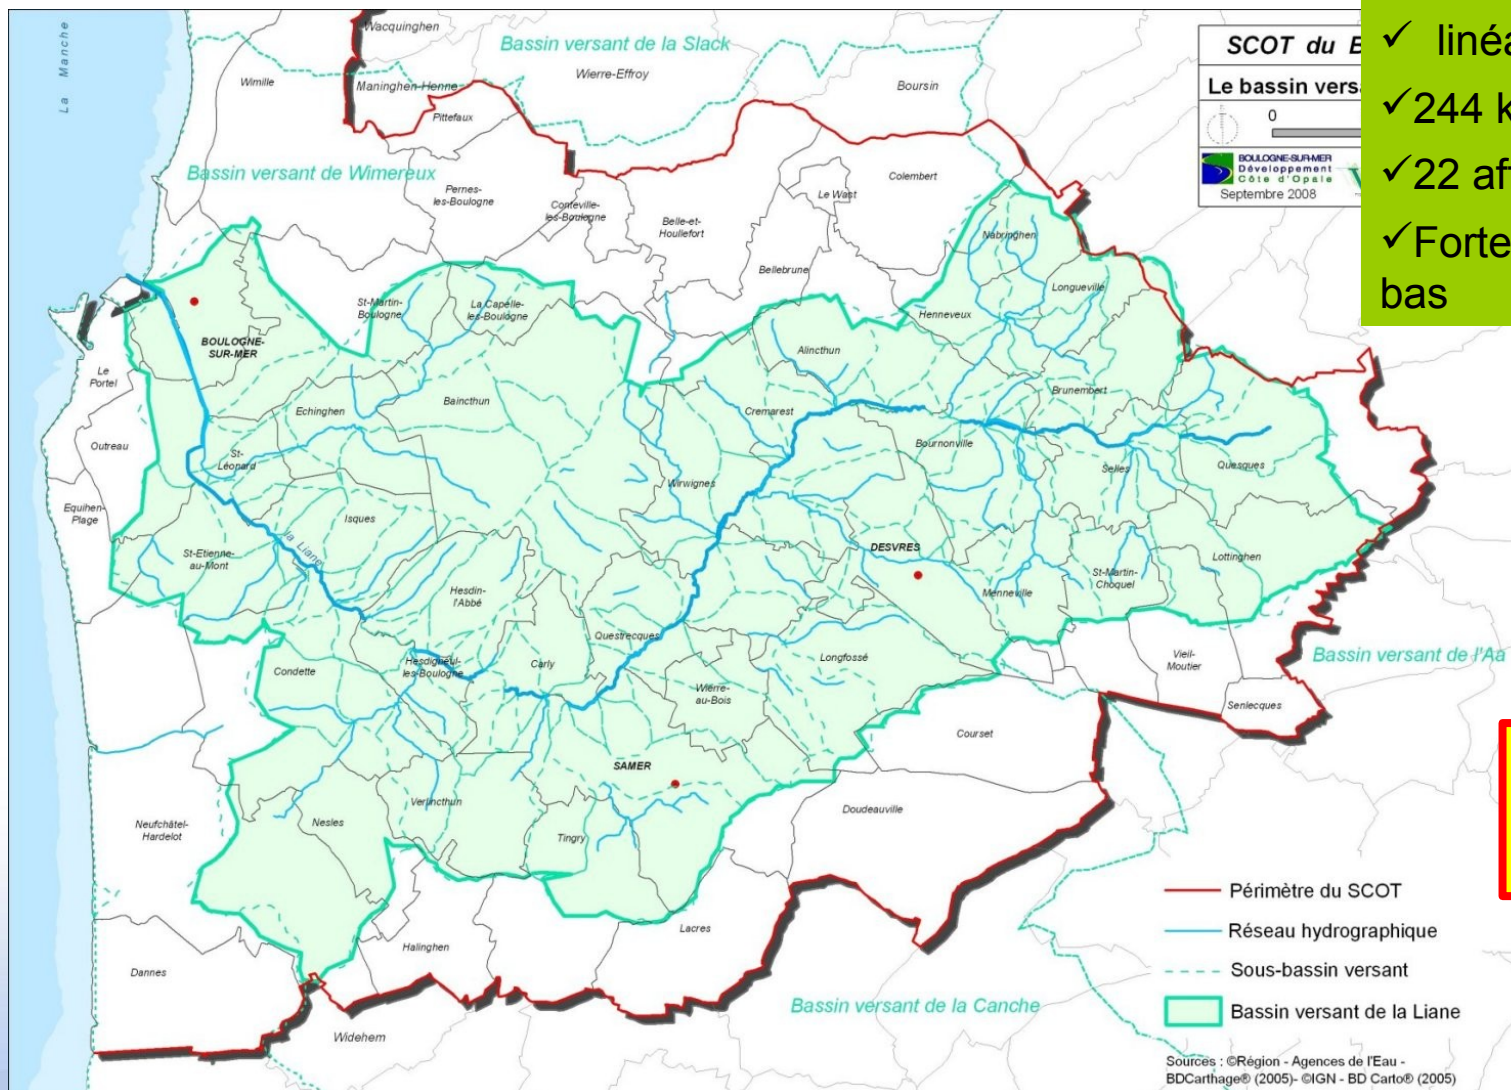 La Manche
Wacquinghen
Bassin versant de la Slack
Wierre-Effroy
Wimille
Maninghen-Henne
Boursin
Pittefaux
Bassin versant de Wimereux
Pernes-
les-Boulogne
Conteville-
les-Boulogne
Le Wast
Colembert
Belle-et-
Houllefort
Bellebrune
Nabringhen
Longueville
Henneveux
St-Martin-
Boulogne
La Capelle-
les-Boulogne
BOULOGNE-
SUR-MER
Alincthun
Le
Portel
Echinghen
Baincthun
Cremarest
Brunembert
Outreau
Bournonville
St-
Léonard
Selles
Quesques
Wirwignes
Equihen-
Plage
Isques
la Liane
St-Etienne-
au-Mont
DESVRES
Lottinghen
St-Martin-
Choquel
Hesdin-
l'Abbé
Menneville
Questrecques
Condette
Hesdigneul-
les-Boulogne
Carly
Longfossé
Vieil-
Moutier
Bassin versant de l'Aa
Wierre-
au-Bois
Senlecques
Courset
SAMER
Verlincthun
Doudeauville
Neufchâtel-
Hardelot
Nesles
Tingry
Lacres
Halinghen
Dannes
Bassin versant de la Canche
Widehem
SCOT du B
Le bassin versa
0
BOULOGNE-SUR-MER
Développement
Côte d'Opale
Septembre 2008
✓ linéa
✓244 k
✓22 af
✓Forte
bas
Périmètre du SCOT
Réseau hydrographique
Sous-bassin versant
Bassin versant de la Liane
Sources : ©Région - Agences de l'Eau -
BDCarthage® (2005)- ©IGN - BD Carto® (2005)